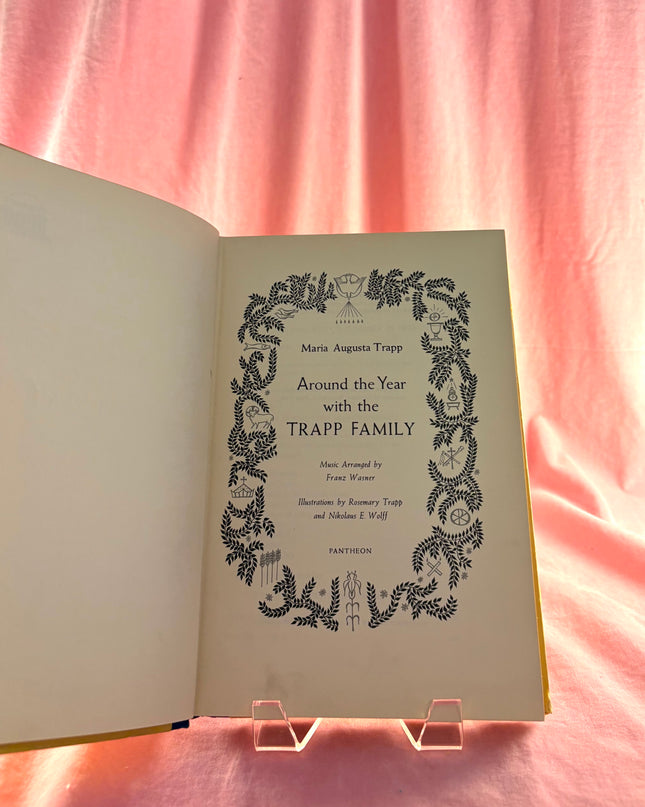 Maria Augusta Trapp
Around the Year
with the
TRAPP FAMILY
Music Arranged by
Franz Wasner
Illustrations by Rosemary Trapp
and Nikolaus E. Wolff
PANTHEON